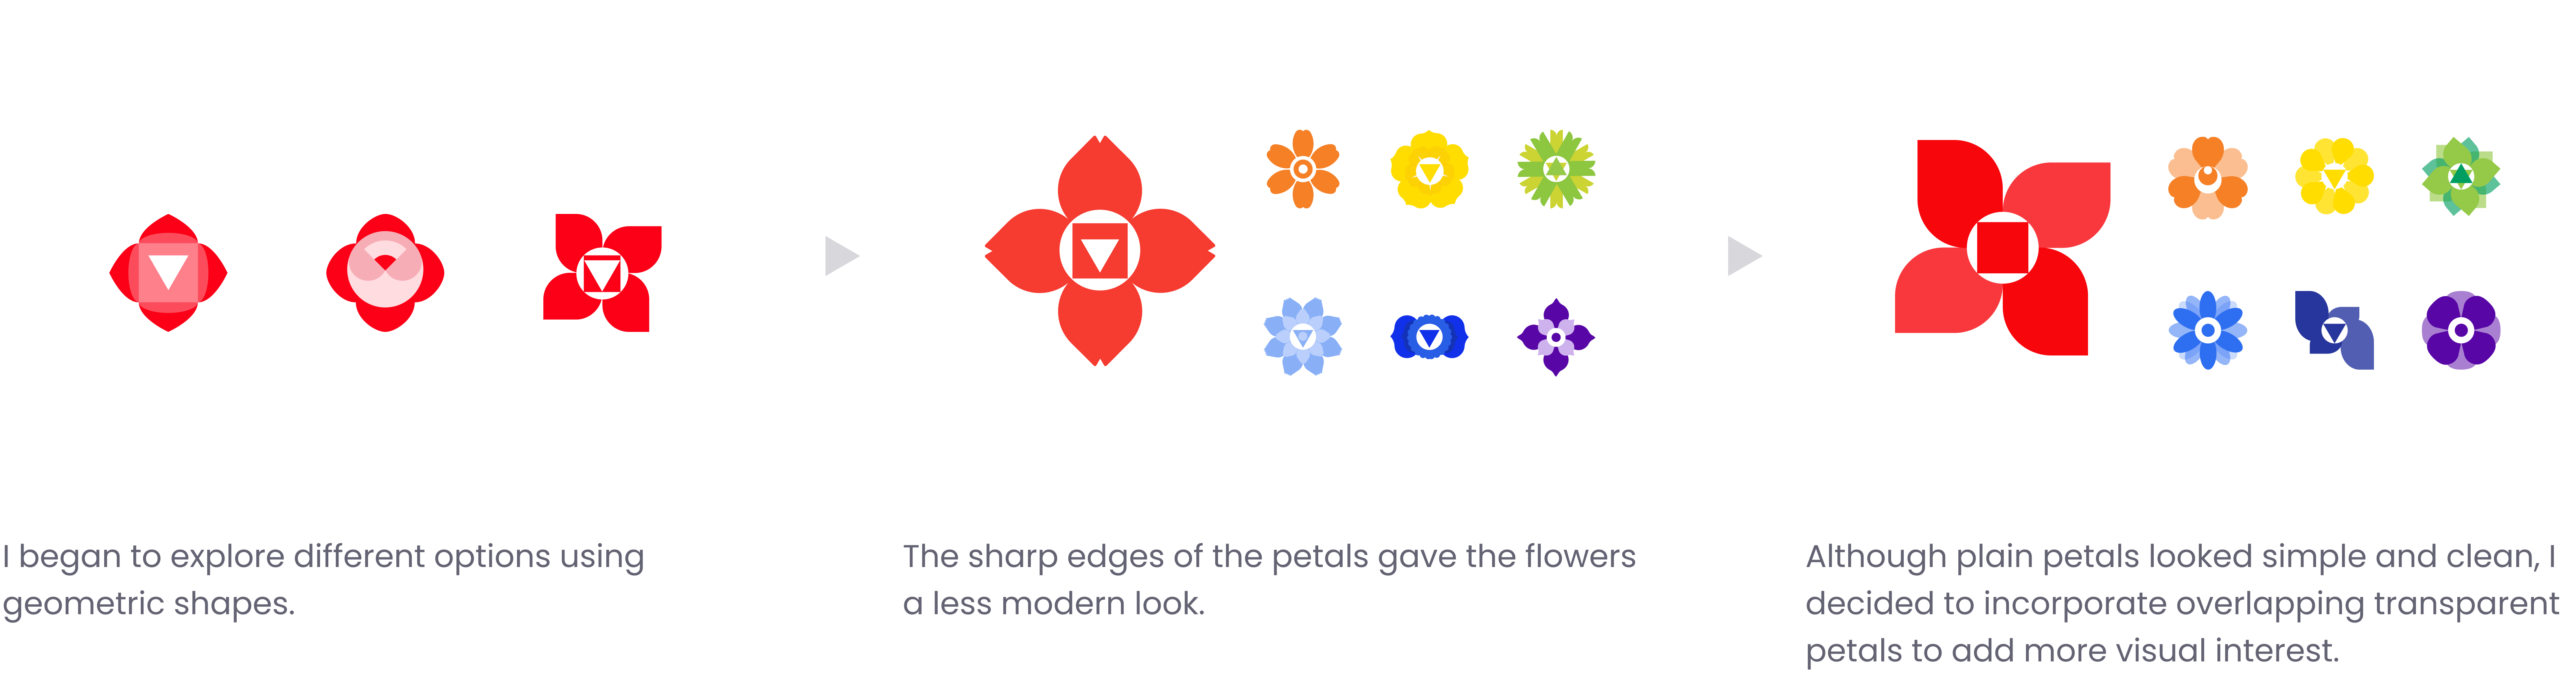 I began to explore different options using
geometric shapes.
The sharp edges of the petals gave the flowers
a less modern look.
Although plain petals looked simple and clean, I
decided to incorporate overlapping transparent
petals to add more visual interest.